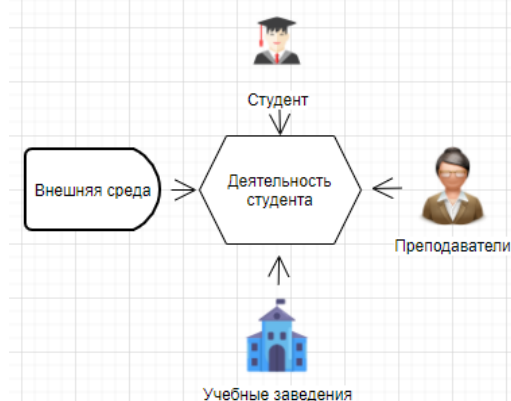 Студент
Внешняя среда
Деятельность
студента
Преподаватели
Учебные заведения